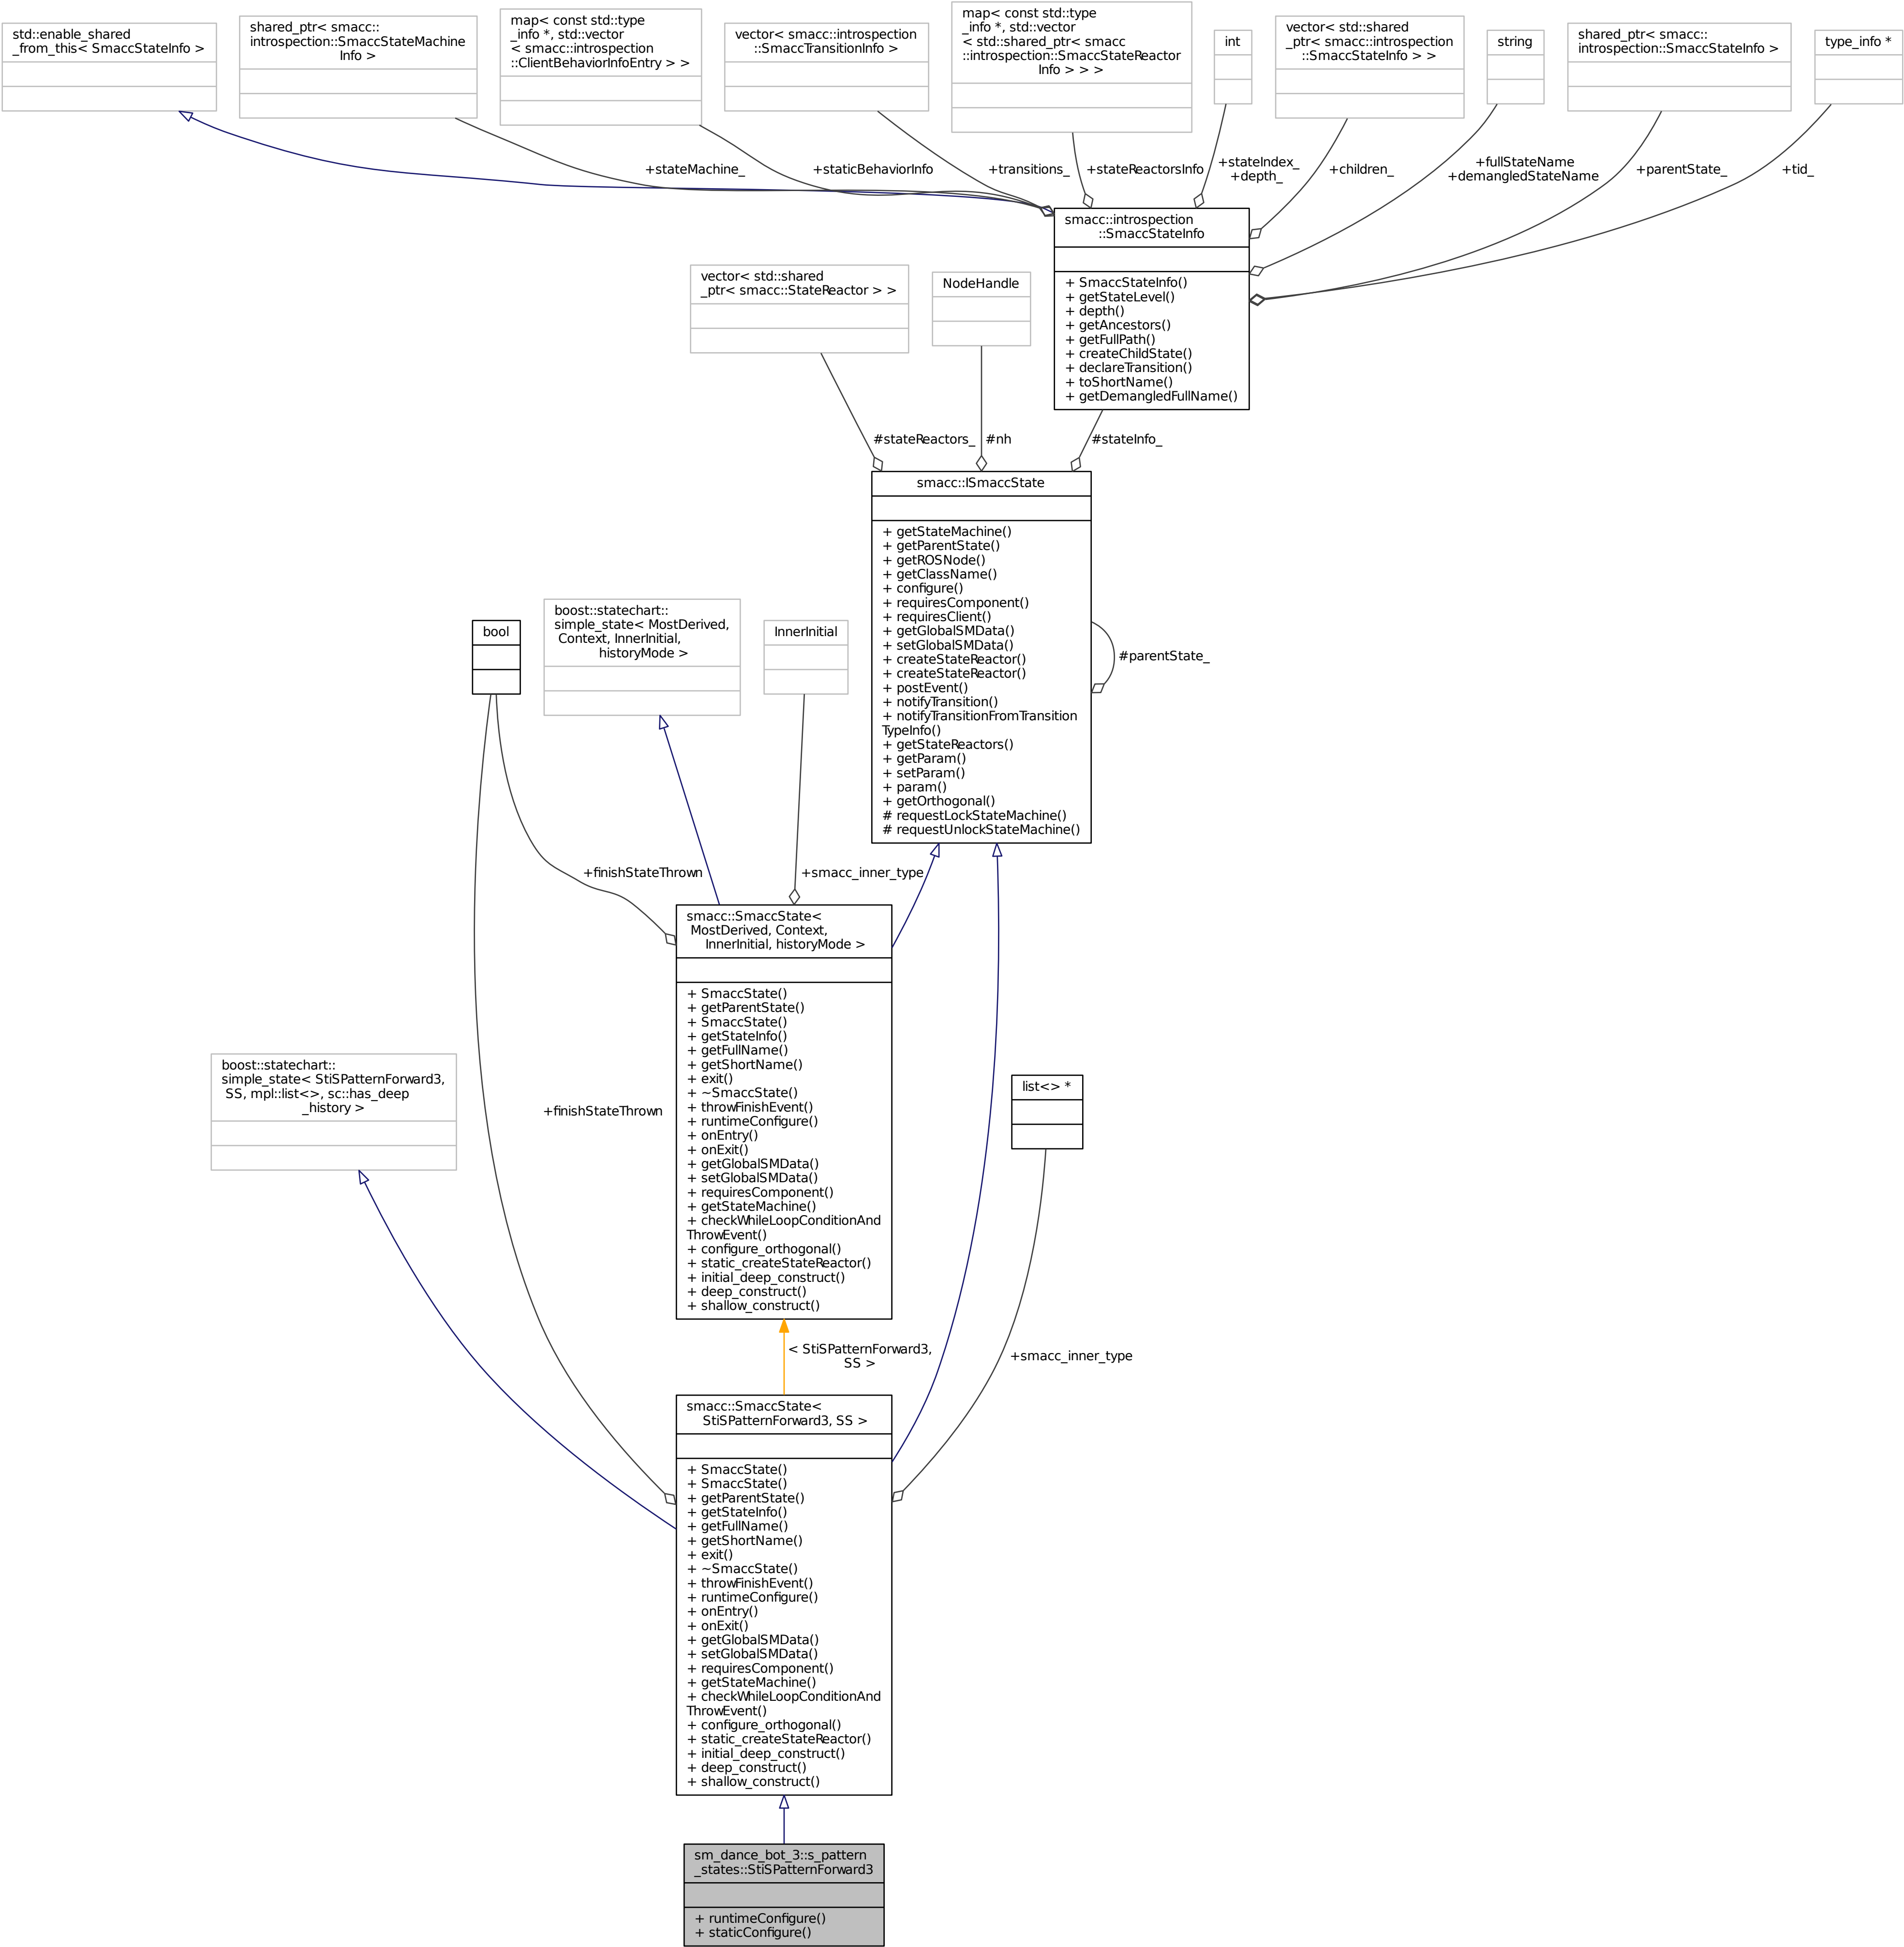 std::enable_shared
_from_this< SmaccStateInfo >
shared_ptr< smacc::
introspection::SmaccStateMachine
Info >
map< const std::type
_info *, std::vector
< smacc::introspection
::ClientBehaviorInfoEntry > >
vector< smacc::introspection
::SmaccTransitionInfo >
map< const std::type
_info *, std::vector
< std::shared_ptr< smacc
::introspection::SmaccStateReactor
Info > > >
int
vector< std::shared
_ptr< smacc::introspection
::SmaccStateInfo > >
string
shared_ptr< smacc::
introspection::SmaccStateInfo >
type_info *
+stateMachine_
+staticBehaviorInfo
+transitions_
+stateReactorsInfo
+stateIndex_
+depth_
+children_
+fullStateName
+demangledStateName
+parentState_
+tid_
smacc::introspection
::SmaccStateInfo
+ SmaccStateInfo()
+ getStateLevel()
+ depth()
+ getAncestors()
+ getFullPath()
+ createChildState()
+ declareTransition()
+ toShortName()
+ getDemangledFullName()
vector< std::shared
_ptr< smacc::StateReactor > >
NodeHandle
#stateReactors_
#nh
#stateInfo_
smacc::ISmaccState
+ getStateMachine()
+ getParentState()
+ getROSNode()
+ getClassName()
+ configure()
+ requiresComponent()
+ requiresClient()
+ getGlobalSMData()
+ setGlobalSMData()
+ createStateReactor()
+ createStateReactor()
+ postEvent()
+ notifyTransition()
+ notifyTransitionFromTransition
TypeInfo()
+ getStateReactors()
+ getParam()
+ setParam()
+ param()
+ getOrthogonal()
# requestLockStateMachine()
# requestUnlockStateMachine()
#parentState_
bool
boost::statechart::
simple_state< MostDerived,
Context, InnerInitial,
historyMode >
InnerInitial
+finishStateThrown
+smacc_inner_type
smacc::SmaccState<
MostDerived, Context,
InnerInitial, historyMode >
+ SmaccState()
+ getParentState()
+ SmaccState()
+ getStateInfo()
+ getFullName()
+ getShortName()
+ exit()
+ ~SmaccState()
+ throwFinishEvent()
+ runtimeConfigure()
+ onEntry()
+ onExit()
+ getGlobalSMData()
+ setGlobalSMData()
+ requiresComponent()
+ getStateMachine()
+ checkWhileLoopConditionAnd
ThrowEvent()
+ configure_orthogonal()
+ static_createStateReactor()
+ initial_deep_construct()
+ deep_construct()
+ shallow_construct()
boost::statechart::
simple_state< StiSPatternForward3,
SS, mpl::list<>, sc::has_deep
_history >
+finishStateThrown
list<> *
< StiSPatternForward3,
SS >
+smacc_inner_type
smacc::SmaccState<
StiSPatternForward3, SS >
+ SmaccState()
+ SmaccState()
+ getParentState()
+ getStateInfo()
+ getFullName()
+ getShortName()
+ exit()
+ ~SmaccState()
+ throwFinishEvent()
+ runtimeConfigure()
+ onEntry()
+ onExit()
+ getGlobalSMData()
+ setGlobalSMData()
+ requiresComponent()
+ getStateMachine()
+ checkWhileLoopConditionAnd
ThrowEvent()
+ configure_orthogonal()
+ static_createStateReactor()
+ initial_deep_construct()
+ deep_construct()
+ shallow_construct()
sm_dance_bot_3::s_pattern
_states::StiSPatternForward3
+ runtimeConfigure()
+ staticConfigure()